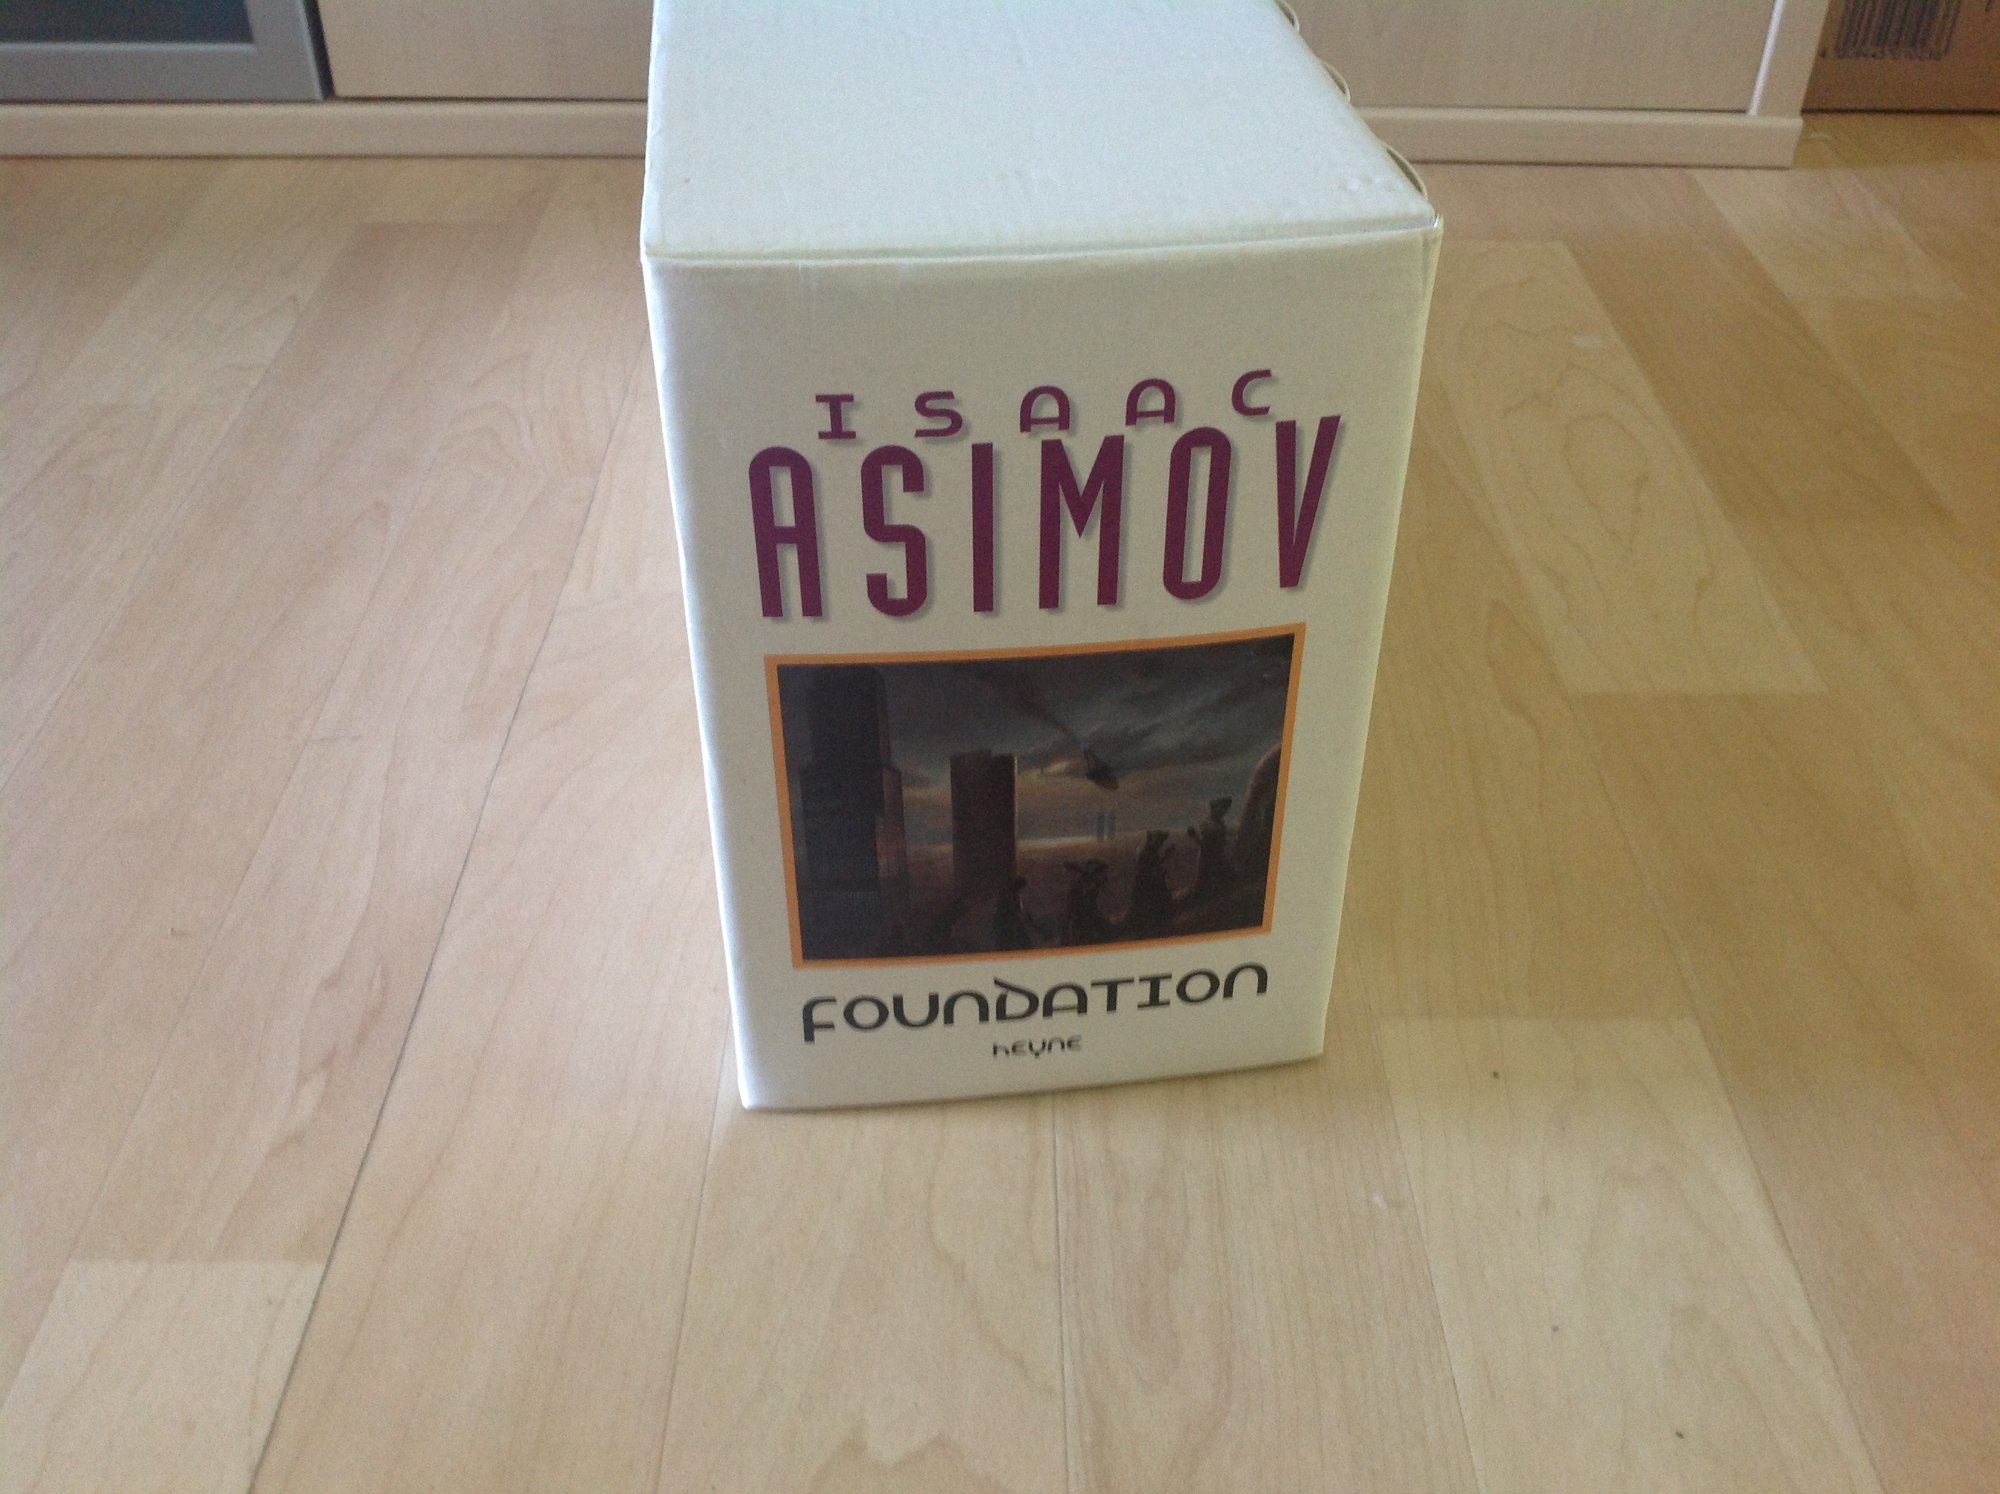 ISAAC
ASIMOV
FOUNDATION
HEYNE